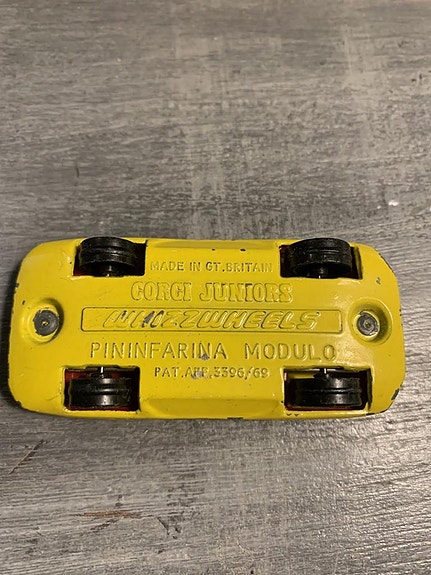 MADE IN GT. BRITAIN
CORGI JUNIORS
WHIZZWHEELS
PININFARINA MODULO
PAT. APP. 3396/69